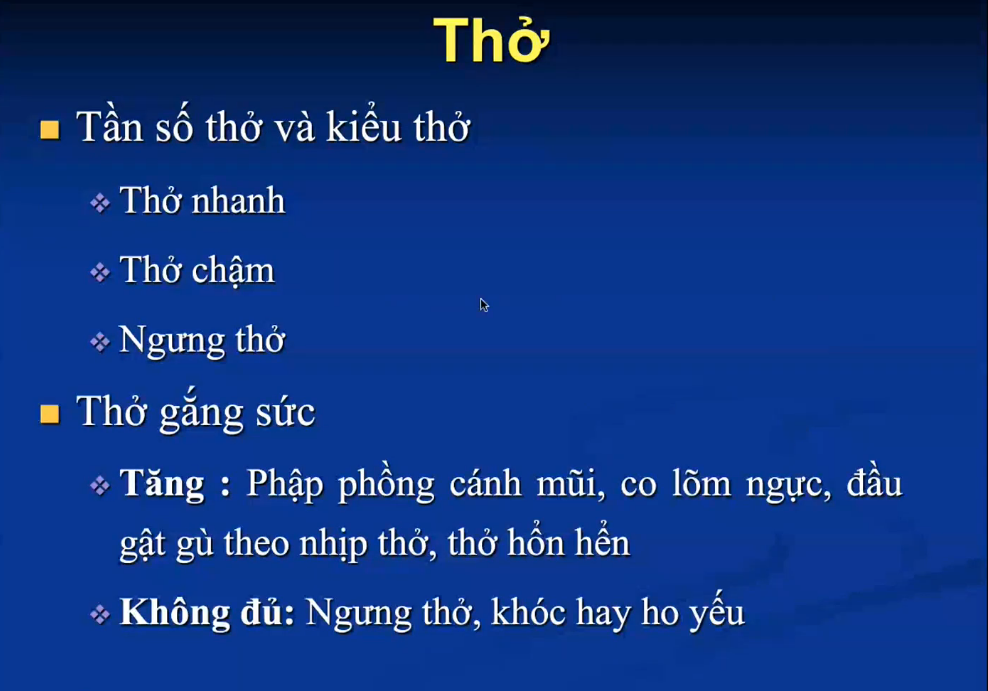 Thở
Tần số thở và kiểu thở
Thở nhanh
Thở chậm
Ngưng thở
Thở gắng sức
Tăng : Phập phồng cánh mũi, co lõm ngực, đầu
gật gù theo nhịp thở, thở hổn hển
Không đủ: Ngưng thở, khóc hay ho yếu